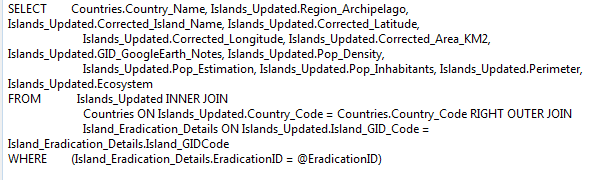 SELECT Countries.Country_Name, Islands_Updated.Region_Archipelago,
Islands_Updated.Corrected_Island_Name, Islands_Updated.Corrected_Latitude,
Islands_Updated.Corrected_Longitude, Islands_Updated.Corrected_Area_KM2,
Islands_Updated.GID_GoogleEarth_Notes, Islands_Updated.Pop_Density,
Islands_Updated.Pop_Estimation, Islands_Updated.Pop_Inhabitants, Islands_Updated.Perimeter,
Islands_Updated.Ecosystem
FROM Islands_Updated INNER JOIN
Countries ON Islands_Updated.Country_Code = Countries.Country_Code RIGHT OUTER JOIN
Island_Eradication_Details ON Islands_Updated.Island_GID_Code =
Island_Eradication_Details.Island_GIDCode
WHERE (Island_Eradication_Details.EradicationID = @EradicationID)